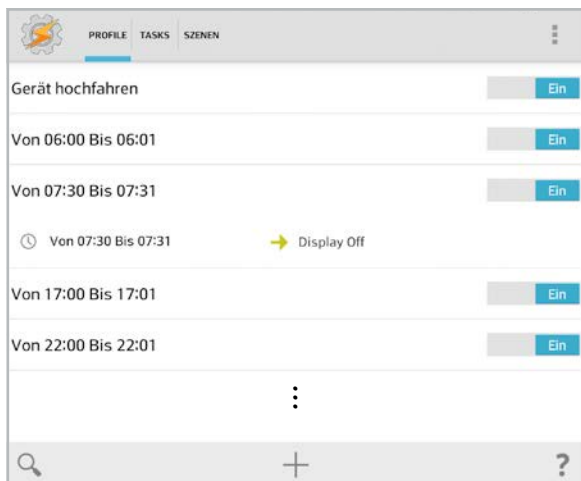 PROFILE TASKS SZENEN
Gerät hochfahren Ein
Von 06:00 Bis 06:01 Ein
Von 07:30 Bis 07:31 Ein
Von 07:30 Bis 07:31 Display Off
Von 17:00 Bis 17:01 Ein
Von 22:00 Bis 22:01 Ein
?